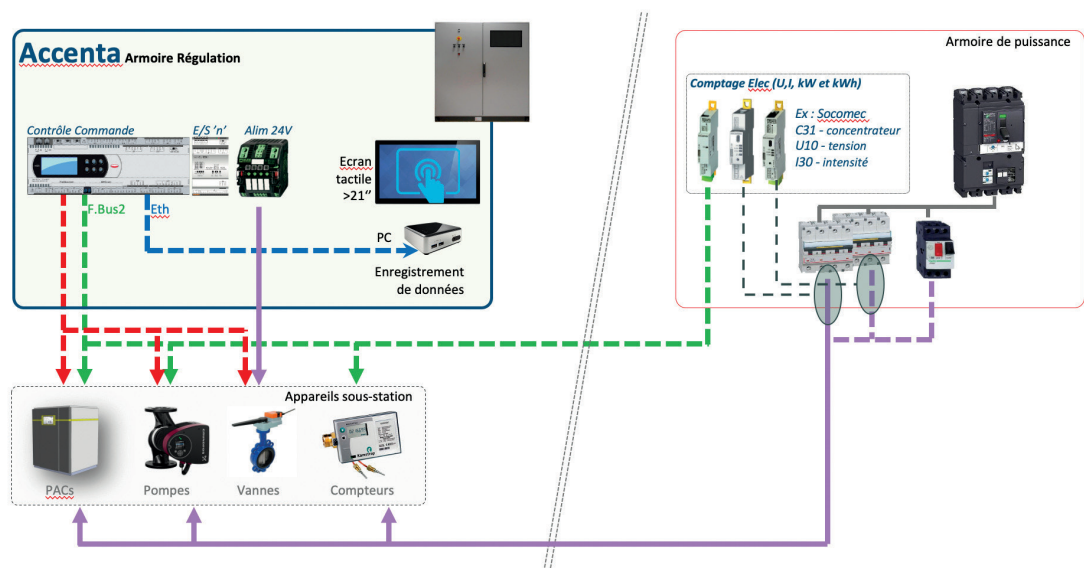 Accenta Armoire Régulation
Contrôle Commande
E/S 'n'
Alim 24V
F.Bus2
Eth
Ecran
tactile
>21''
PC
Enregistrement
de données
Armoire de puissance
Comptage Elec (U,I, kW et kWh)
Ex : Socomec
C31 - concentrateur
U10 - tension
I30 - intensité
Appareils sous-station
PACs
Pompes
Vannes
Compteurs